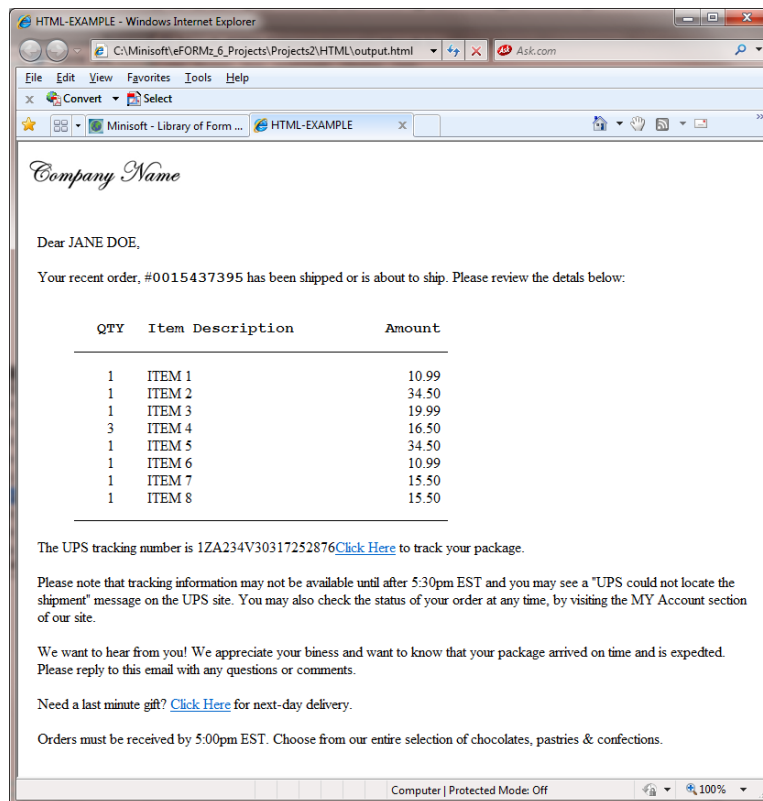 HTML-EXAMPLE - Windows Internet Explorer
C:\Minisoft\eFORMz_6_Projects\Projects2\HTML\output.html
Ask.com
File Edit View Favorites Tools Help
x Convert Select
Minisoft - Library of Form ... HTML-EXAMPLE x
Company Name
Dear JANE DOE,
Your recent order, #0015437395 has been shipped or is about to ship. Please review the detals below:
QTY Item Description Amount
1 ITEM 1 10.99
1 ITEM 2 34.50
1 ITEM 3 19.99
3 ITEM 4 16.50
1 ITEM 5 34.50
1 ITEM 6 10.99
1 ITEM 7 15.50
1 ITEM 8 15.50
The UPS tracking number is 1ZA234V30317252876Click Here to track your package.
Please note that tracking information may not be available until after 5:30pm EST and you may see a "UPS could not locate the
shipment" message on the UPS site. You may also check the status of your order at any time, by visiting the MY Account section
of our site.
We want to hear from you! We appreciate your biness and want to know that your package arrived on time and is expedted.
Please reply to this email with any questions or comments.
Need a last minute gift? Click Here for next-day delivery.
Orders must be received by 5:00pm EST. Choose from our entire selection of chocolates, pastries & confections.
Computer | Protected Mode: Off 100%